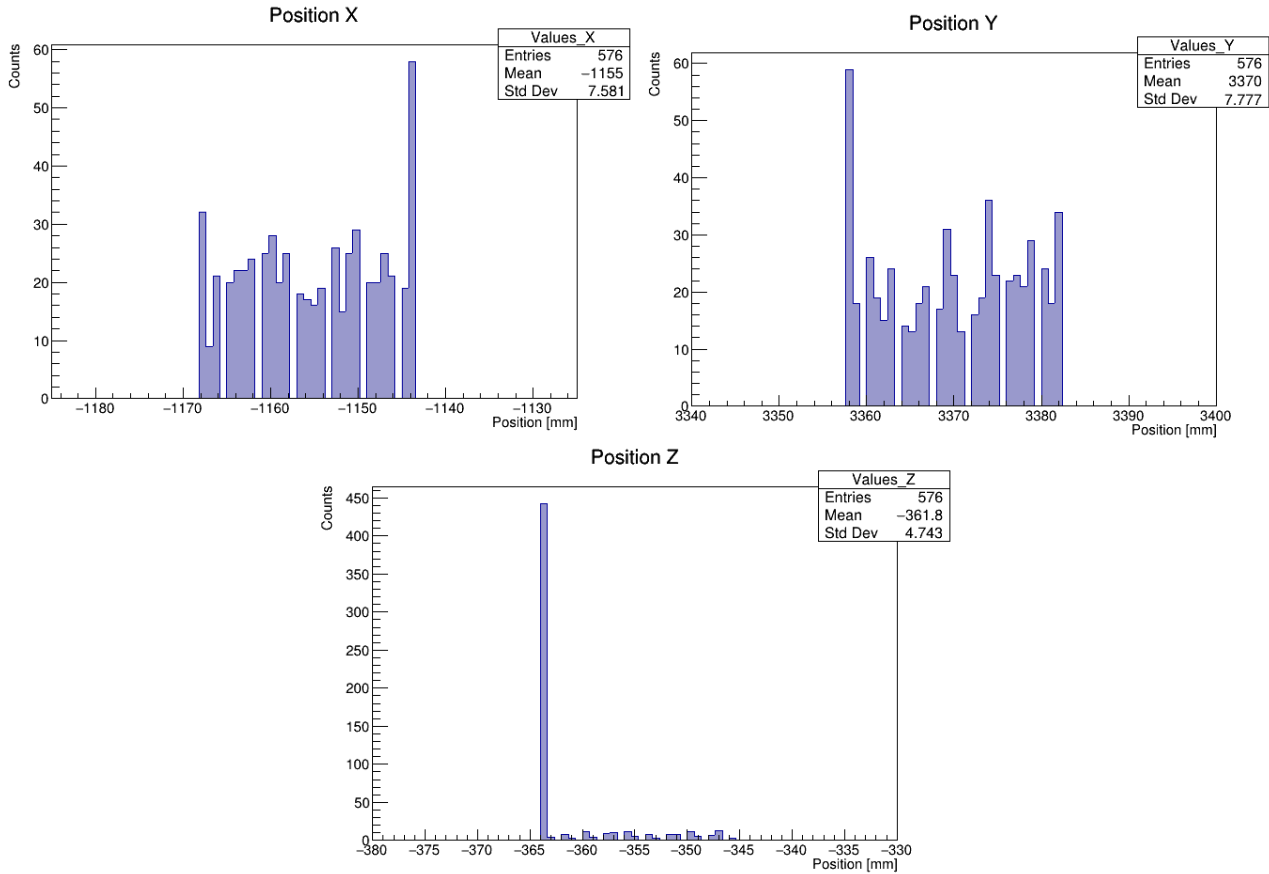 Position X
Counts
Values_X
Entries 576
Mean −1155
Std Dev 7.581
60
50
40
30
20
10
0
−1180 −1170 −1160 −1150 −1140 −1130
Position [mm]
Position Y
Counts
Values_Y
Entries 576
Mean 3370
Std Dev 7.777
60
50
40
30
20
10
0
3340 3350 3360 3370 3380 3390 3400
Position [mm]
Position Z
Counts
Values_Z
Entries 576
Mean −361.8
Std Dev 4.743
450
400
350
300
250
200
150
100
50
0
−380 −375 −370 −365 −360 −355 −350 −345 −340 −335 −330
Position [mm]